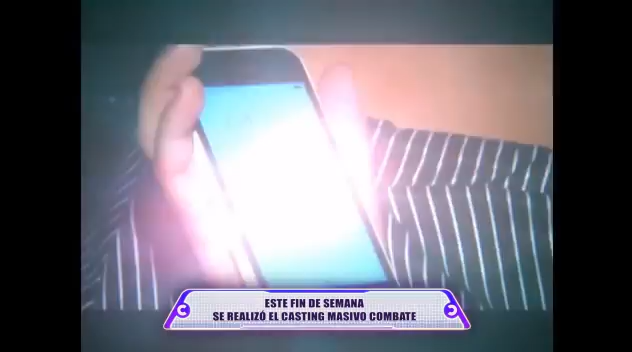 ESTE FIN DE SEMANA
SE REALIZÓ EL CASTING MASIVO COMBATE